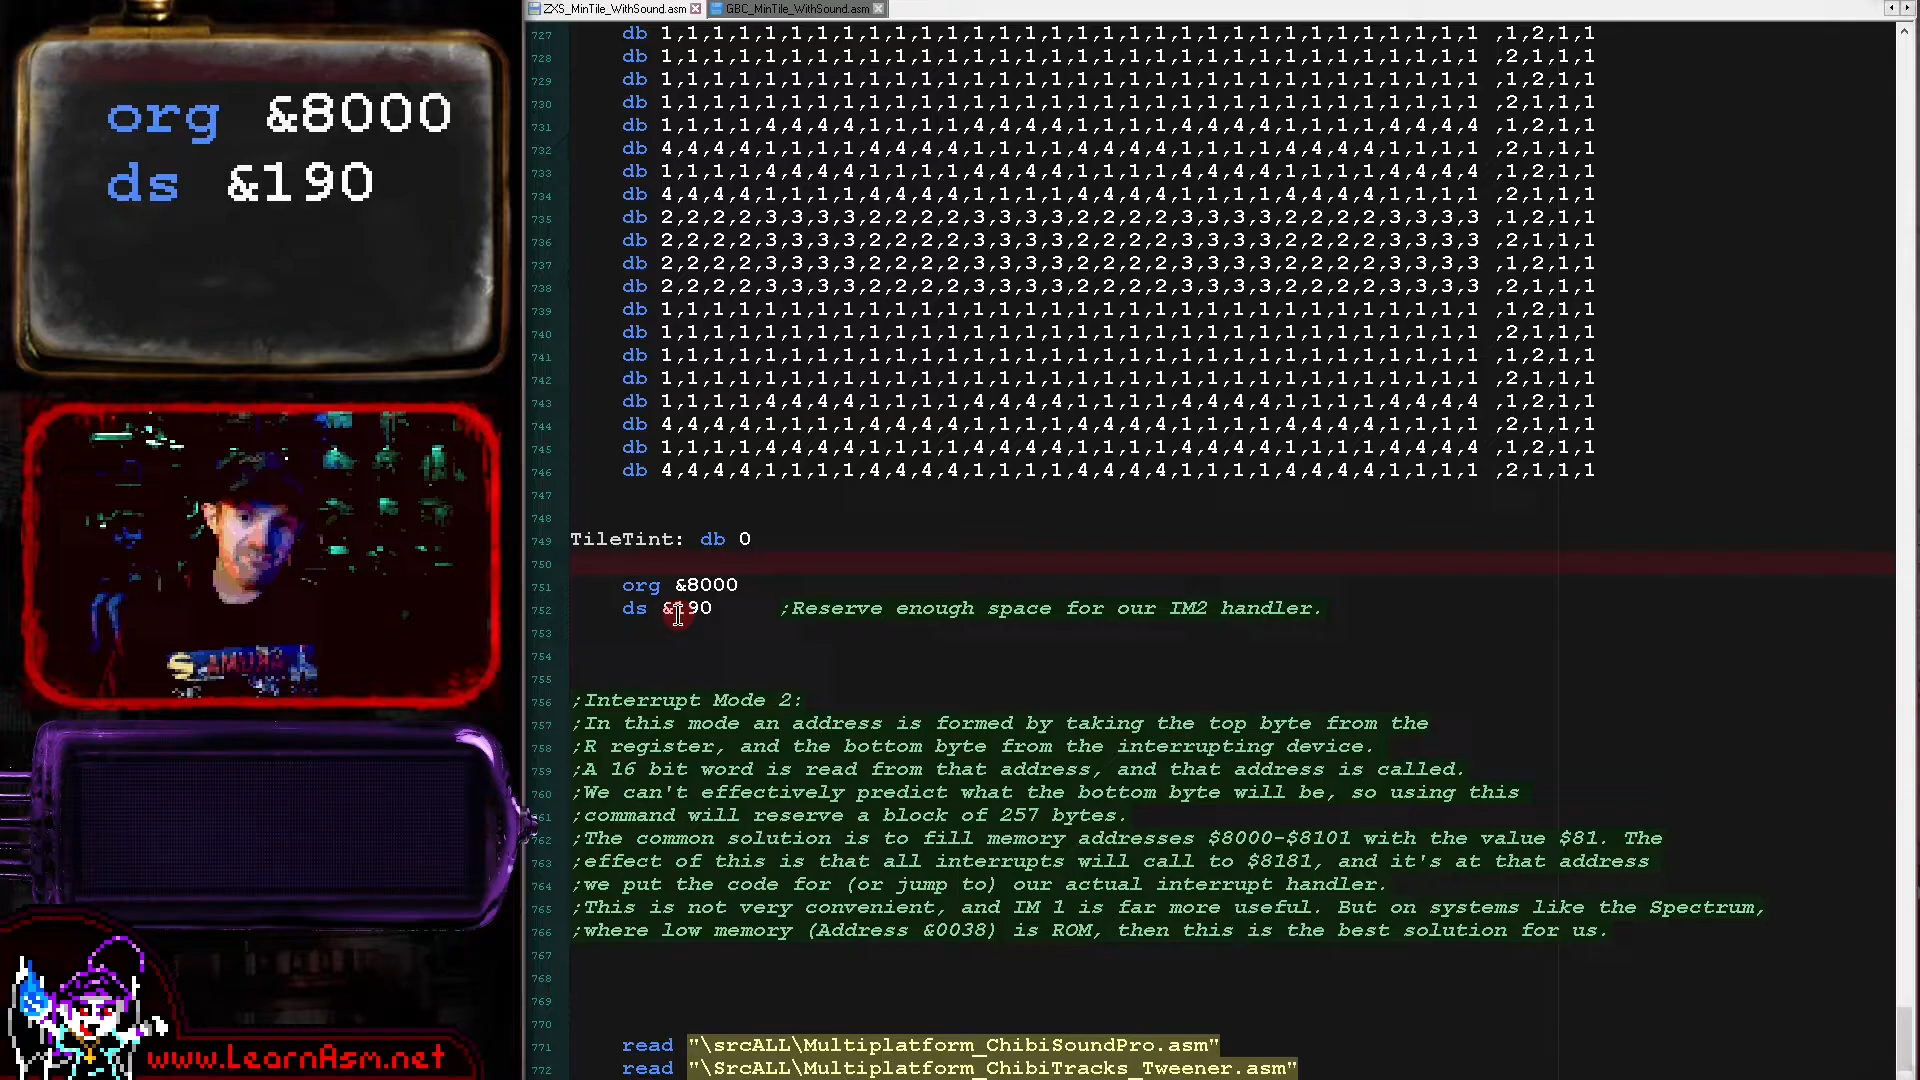 ZXS_MinTile_WithSound.asm GBC_MinTile_WithSound.asm
org &8000
ds &190
727 db 1,1,1,1,1,1,1,1,1,1,1,1,1,1,1,1,1,1,1,1,1,1,1,1,1,1,1,1,1,1,1,1 ,1,2,1,1
728 db 1,1,1,1,1,1,1,1,1,1,1,1,1,1,1,1,1,1,1,1,1,1,1,1,1,1,1,1,1,1,1,1 ,2,1,1,1
729 db 1,1,1,1,1,1,1,1,1,1,1,1,1,1,1,1,1,1,1,1,1,1,1,1,1,1,1,1,1,1,1,1 ,1,2,1,1
730 db 1,1,1,1,1,1,1,1,1,1,1,1,1,1,1,1,1,1,1,1,1,1,1,1,1,1,1,1,1,1,1,1 ,2,1,1,1
731 db 1,1,1,1,4,4,4,4,1,1,1,1,4,4,4,4,1,1,1,1,4,4,4,4,1,1,1,1,4,4,4,4 ,1,2,1,1
732 db 4,4,4,4,1,1,1,1,4,4,4,4,1,1,1,1,4,4,4,4,1,1,1,1,4,4,4,4,1,1,1,1 ,2,1,1,1
733 db 1,1,1,1,4,4,4,4,1,1,1,1,4,4,4,4,1,1,1,1,4,4,4,4,1,1,1,1,4,4,4,4 ,1,2,1,1
734 db 4,4,4,4,1,1,1,1,4,4,4,4,1,1,1,1,4,4,4,4,1,1,1,1,4,4,4,4,1,1,1,1 ,2,1,1,1
735 db 2,2,2,2,3,3,3,3,2,2,2,2,3,3,3,3,2,2,2,2,3,3,3,3,2,2,2,2,3,3,3,3 ,1,2,1,1
736 db 2,2,2,2,3,3,3,3,2,2,2,2,3,3,3,3,2,2,2,2,3,3,3,3,2,2,2,2,3,3,3,3 ,2,1,1,1
737 db 2,2,2,2,3,3,3,3,2,2,2,2,3,3,3,3,2,2,2,2,3,3,3,3,2,2,2,2,3,3,3,3 ,1,2,1,1
738 db 2,2,2,2,3,3,3,3,2,2,2,2,3,3,3,3,2,2,2,2,3,3,3,3,2,2,2,2,3,3,3,3 ,2,1,1,1
739 db 1,1,1,1,1,1,1,1,1,1,1,1,1,1,1,1,1,1,1,1,1,1,1,1,1,1,1,1,1,1,1,1 ,1,2,1,1
740 db 1,1,1,1,1,1,1,1,1,1,1,1,1,1,1,1,1,1,1,1,1,1,1,1,1,1,1,1,1,1,1,1 ,2,1,1,1
741 db 1,1,1,1,1,1,1,1,1,1,1,1,1,1,1,1,1,1,1,1,1,1,1,1,1,1,1,1,1,1,1,1 ,1,2,1,1
742 db 1,1,1,1,1,1,1,1,1,1,1,1,1,1,1,1,1,1,1,1,1,1,1,1,1,1,1,1,1,1,1,1 ,2,1,1,1
743 db 1,1,1,1,4,4,4,4,1,1,1,1,4,4,4,4,1,1,1,1,4,4,4,4,1,1,1,1,4,4,4,4 ,1,2,1,1
744 db 4,4,4,4,1,1,1,1,4,4,4,4,1,1,1,1,4,4,4,4,1,1,1,1,4,4,4,4,1,1,1,1 ,2,1,1,1
745 db 1,1,1,1,4,4,4,4,1,1,1,1,4,4,4,4,1,1,1,1,4,4,4,4,1,1,1,1,4,4,4,4 ,1,2,1,1
746 db 4,4,4,4,1,1,1,1,4,4,4,4,1,1,1,1,4,4,4,4,1,1,1,1,4,4,4,4,1,1,1,1 ,2,1,1,1
747
748
749 TileTint: db 0
750
751 org &8000
752 ds &190 ;Reserve enough space for our IM2 handler.
753
754
755
756 ;Interrupt Mode 2:
757 ;In this mode an address is formed by taking the top byte from the
758 ;R register, and the bottom byte from the interrupting device.
759 ;A 16 bit word is read from that address, and that address is called.
760 ;We can't effectively predict what the bottom byte will be, so using this
761 ;command will reserve a block of 257 bytes.
762 ;The common solution is to fill memory addresses $8000-$8101 with the value $81. The
763 ;effect of this is that all interrupts will call to $8181, and it's at that address
764 ;we put the code for (or jump to) our actual interrupt handler.
765 ;This is not very convenient, and IM 1 is far more useful. But on systems like the Spectrum,
766 ;where low memory (Address &0038) is ROM, then this is the best solution for us.
767
768
769
770
771 read "\srcALL\Multiplatform_ChibiSoundPro.asm"
772 read "\SrcALL\Multiplatform_ChibiTracks_Tweener.asm"
www.LearnAsm.net